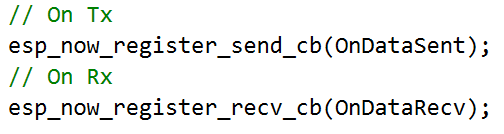 // On Tx
esp_now_register_send_cb(OnDataSent);
// On Rx
esp_now_register_recv_cb(OnDataRecv);